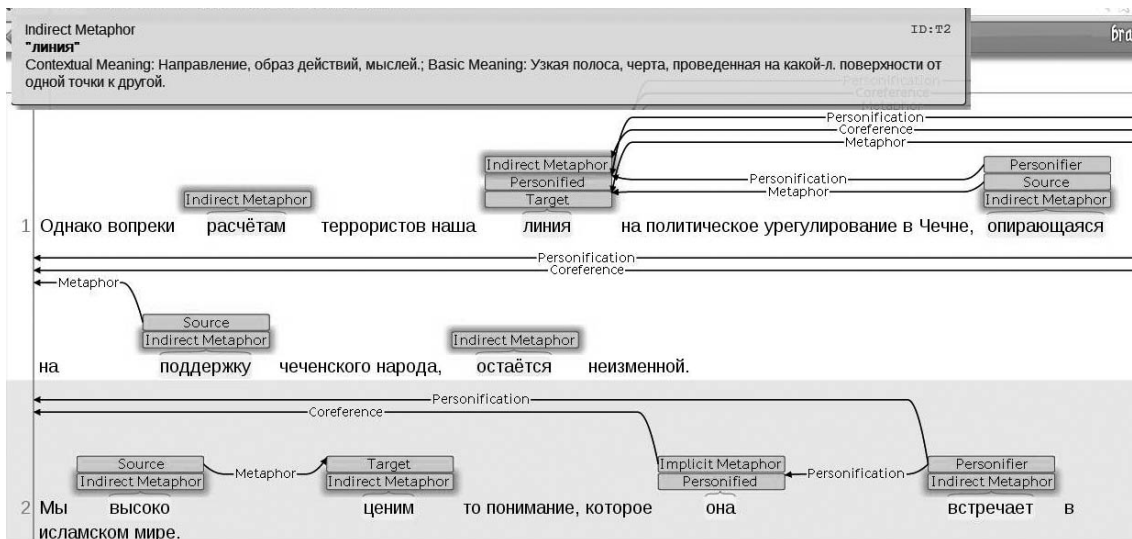 Indirect Metaphor ID:T2
"линия"
Contextual Meaning: Направление, образ действий, мыслей.; Basic Meaning: Узкая полоса, черта, проведенная на какой-л. поверхности от
одной точки к другой.
bra
Personification
Coreference
Metaphor
Personification
Coreference
Metaphor
Indirect Metaphor Personifier
Personified Personification Source
Indirect Metaphor Target Metaphor Indirect Metaphor
1 Однако вопреки расчётам террористов наша линия на политическое урегулирование в Чечне, опирающаяся
Personification
Coreference
Metaphor
Source
Indirect Metaphor Indirect Metaphor
на поддержку чеченского народа, остаётся неизменной.
Personification
Coreference
Source Metaphor Target Implicit Metaphor Personification Personifier
Indirect Metaphor Indirect Metaphor Personified Indirect Metaphor
2 Мы высоко ценим то понимание, которое она встречает в
исламском мире.